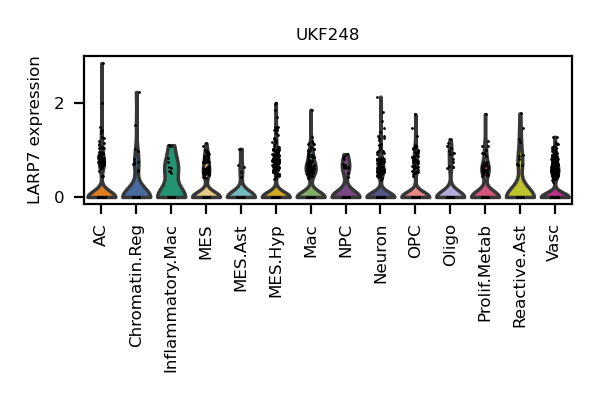 UKF248
LARP7 expression
2
0
AC
Chromatin.Reg
Inflammatory.Mac
MES
MES.Ast
MES.Hyp
Mac
NPC
Neuron
OPC
Oligo
Prolif.Metab
Reactive.Ast
Vasc